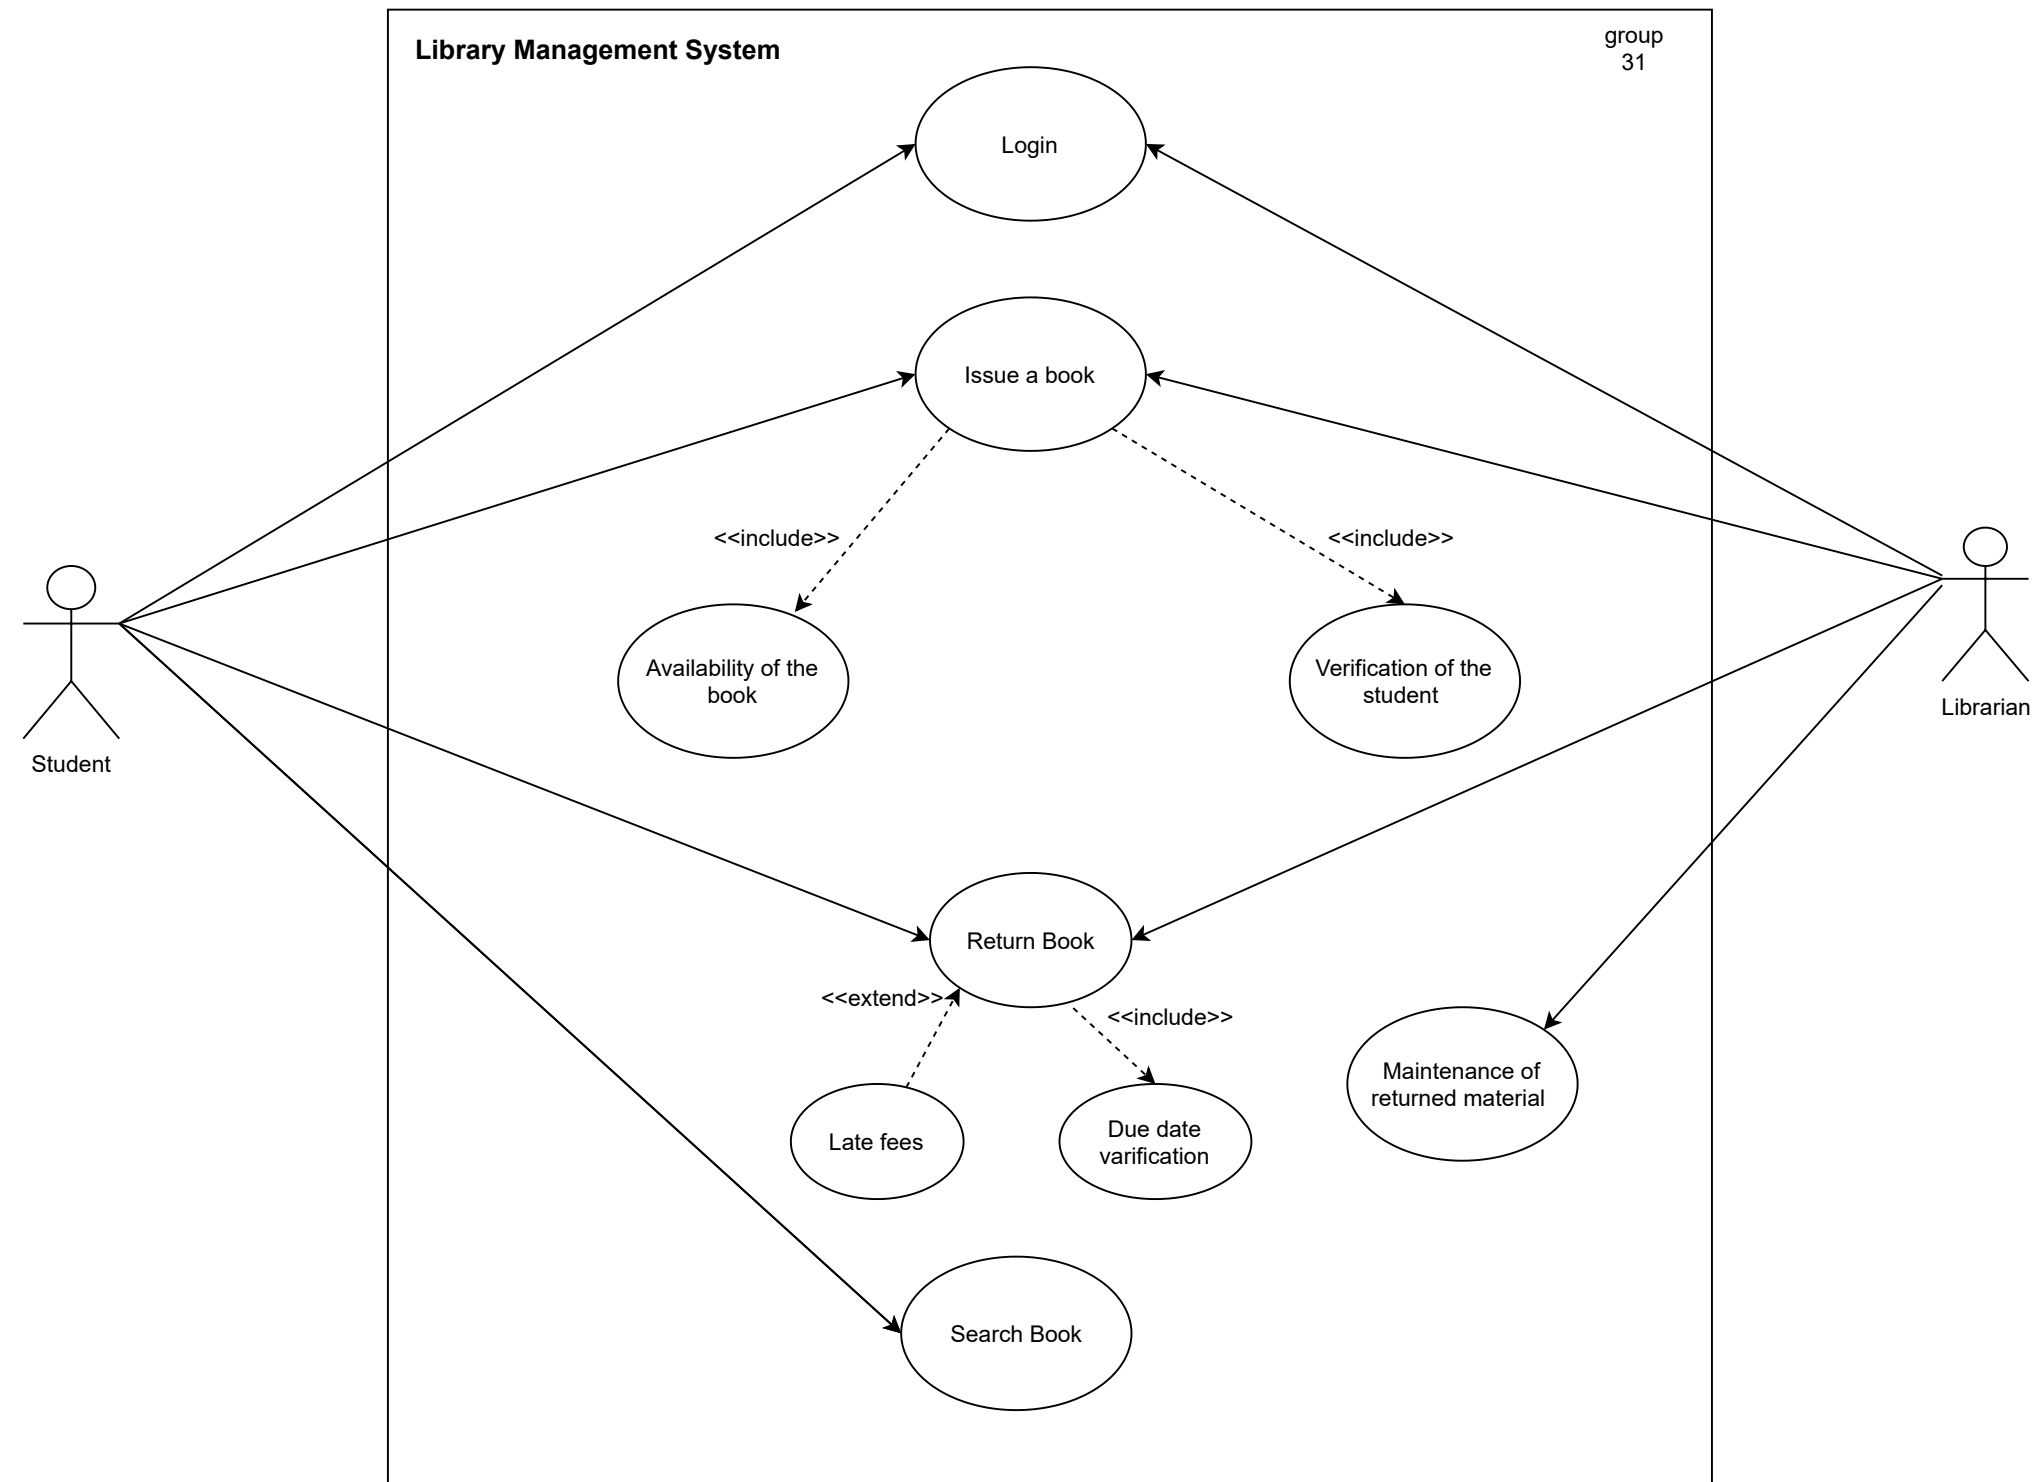 Library Management System
group
31
Login
Issue a book
<<include>>
<<include>>
Availability of the
book
Verification of the
student
Student
Librarian
Return Book
<<extend>>
<<include>>
Maintenance of
returned material
Late fees
Due date
varification
Search Book